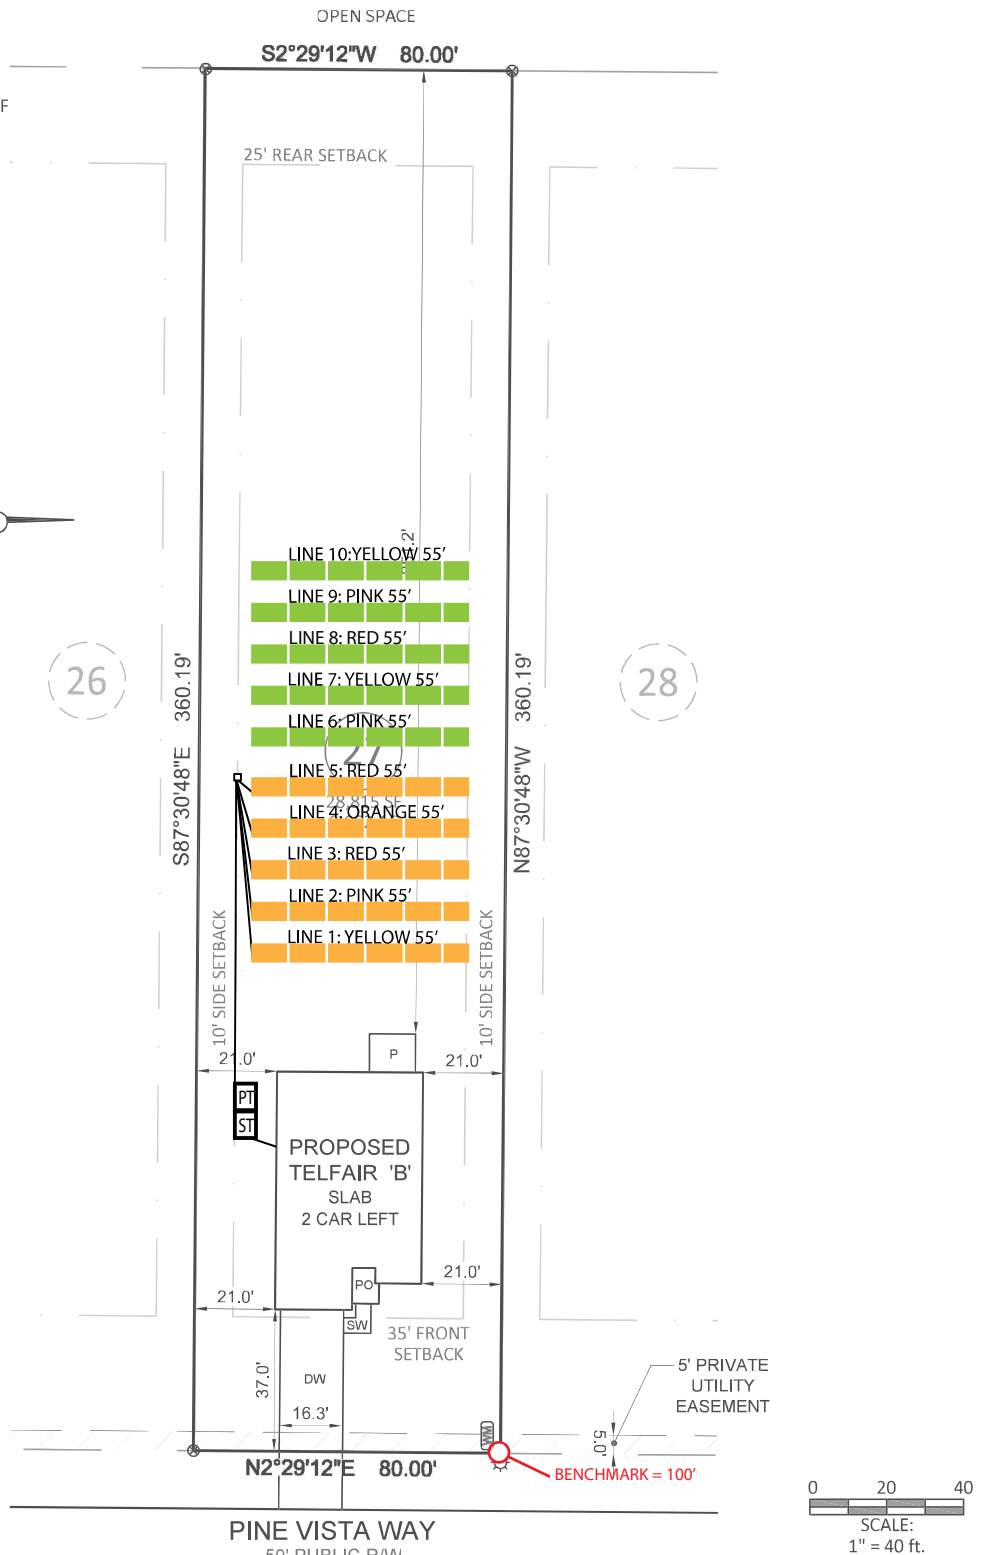 OPEN SPACE
S2°29'12"W 80.00'
F
25' REAR SETBACK
LINE 10:YELLOW 55'
LINE 9: PINK 55'
LINE 8: RED 55'
LINE 7: YELLOW 55'
LINE 6: PINK 55'
LINE 5: RED 55'
LINE 4: ORANGE 55'
LINE 3: RED 55'
LINE 2: PINK 55'
LINE 1: YELLOW 55'
26
27
28
28,815 SF
S87°30'48"E 360.19'
N87°30'48"W 360.19'
10' SIDE SETBACK
10' SIDE SETBACK
P
21.0'
21.0'
PT
ST
PROPOSED
TELFAIR 'B'
SLAB
2 CAR LEFT
PO
21.0'
21.0'
SW
35' FRONT
SETBACK
37.0'
DW
16.3'
5' PRIVATE
UTILITY
EASEMENT
WM
5.0'
N2°29'12"E 80.00'
BENCHMARK = 100'
0 20 40
SCALE:
1" = 40 ft.
PINE VISTA WAY
50' PUBLIC R/W